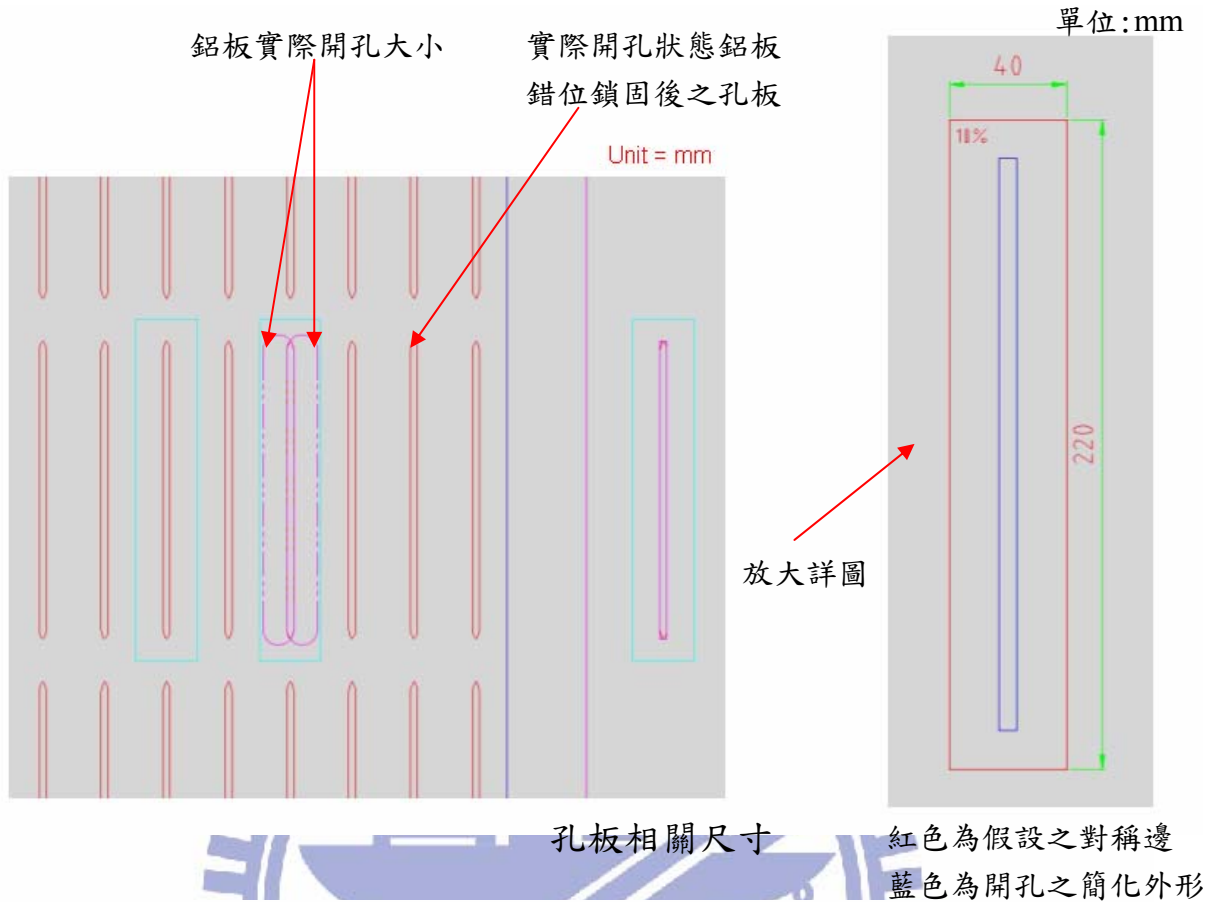 單位:mm
鋁板實際開孔大小
實際開孔狀態鋁板
錯位鎖固後之孔板
Unit = mm
40
18%
220
放大詳圖
孔板相關尺寸
紅色為假設之對稱邊
藍色為開孔之簡化外形